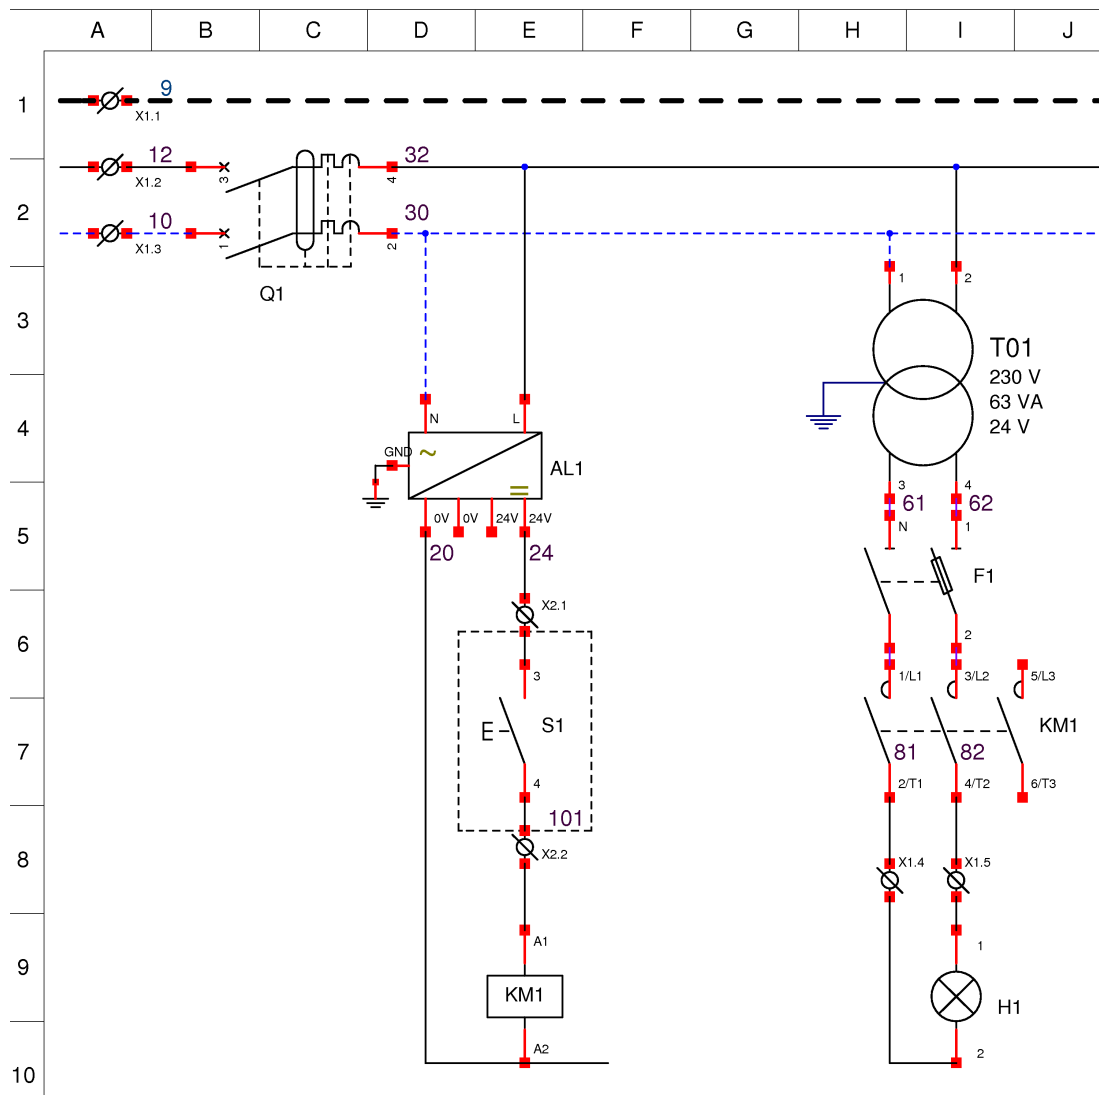 A B C D E F G H I J
1
9
X1.1
12
X1.2
3
4
32
2
10
X1.3
1
2
30
Q1
1 2
3
T01
230 V
63 VA
24 V
4
N L
GND
~
=
AL1
0V 0V 24V 24V
20 24
3 4
61 62
N 1
5
F1
X2.1
6
2
3
1/L1 3/L2 5/L3
E S1
KM1
7
81 82
4
2/T1 4/T2 6/T3
101
X2.2
8
X1.4 X1.5
A1
1
9
KM1
H1
A2
2
10